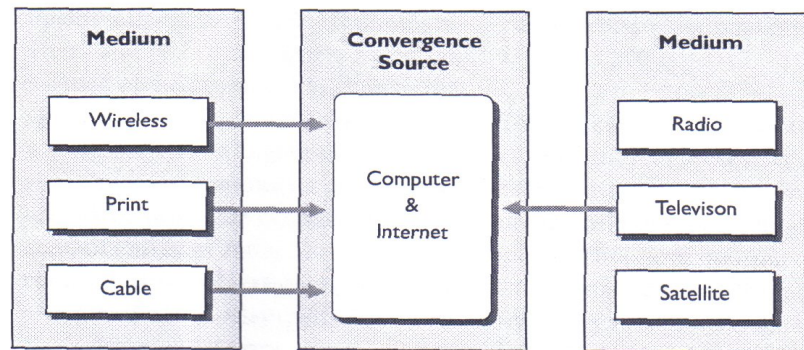 Medium
Wireless
Print
Cable
Convergence
Source
Computer
&
Internet
Medium
Radio
Televison
Satellite